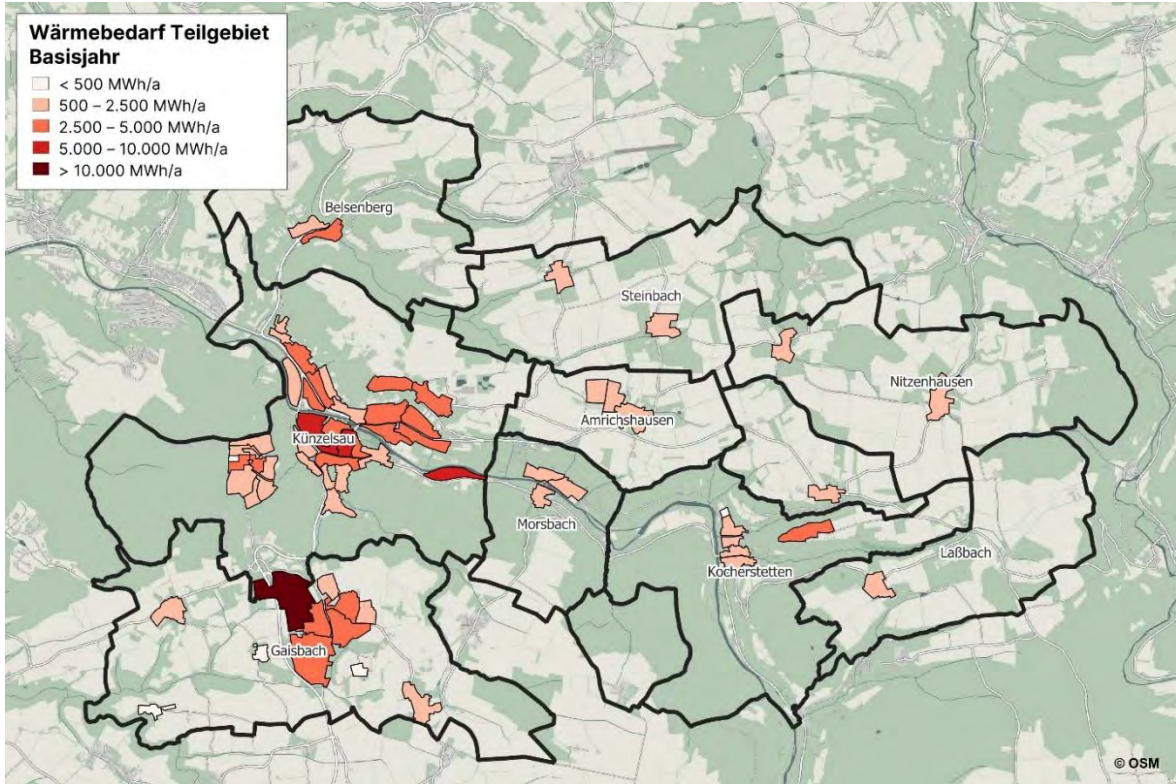 Wärmebedarf Teilgebiet
Basisjahr
< 500 MWh/a
500 – 2.500 MWh/a
2.500 – 5.000 MWh/a
5.000 – 10.000 MWh/a
> 10.000 MWh/a
Belsenberg
Steinbach
Nitzenhausen
Amrichshausen
Künzelsau
Morsbach
Laßbach
Kocherstetten
Gaisbach
© OSM